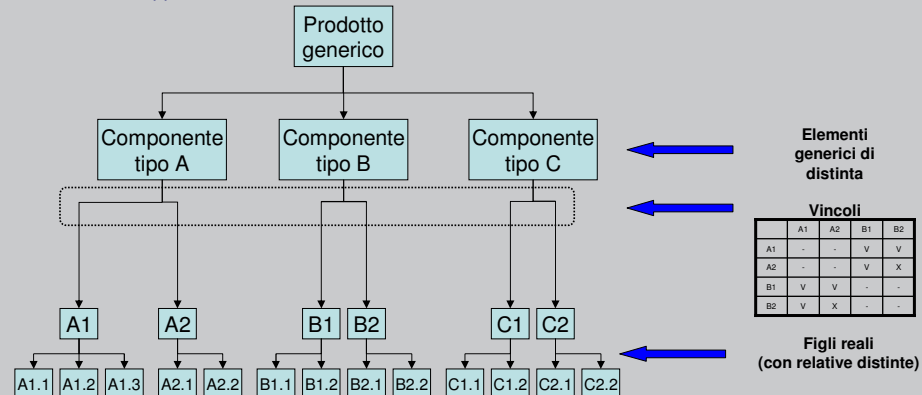 Prodotto
generico
Componente
tipo A
Componente
tipo B
Componente
tipo C
Elementi
generici di
distinta
Vincoli
A1 A2 B1 B2
A1 - - V V
A2 - - V X
B1 V V - -
B2 V X - -
A1 A2 B1 B2 C1 C2
Figli reali
(con relative distinte)
A1.1 A1.2 A1.3 A2.1 A2.2 B1.1 B1.2 B2.1 B2.2 C1.1 C1.2 C2.1 C2.2